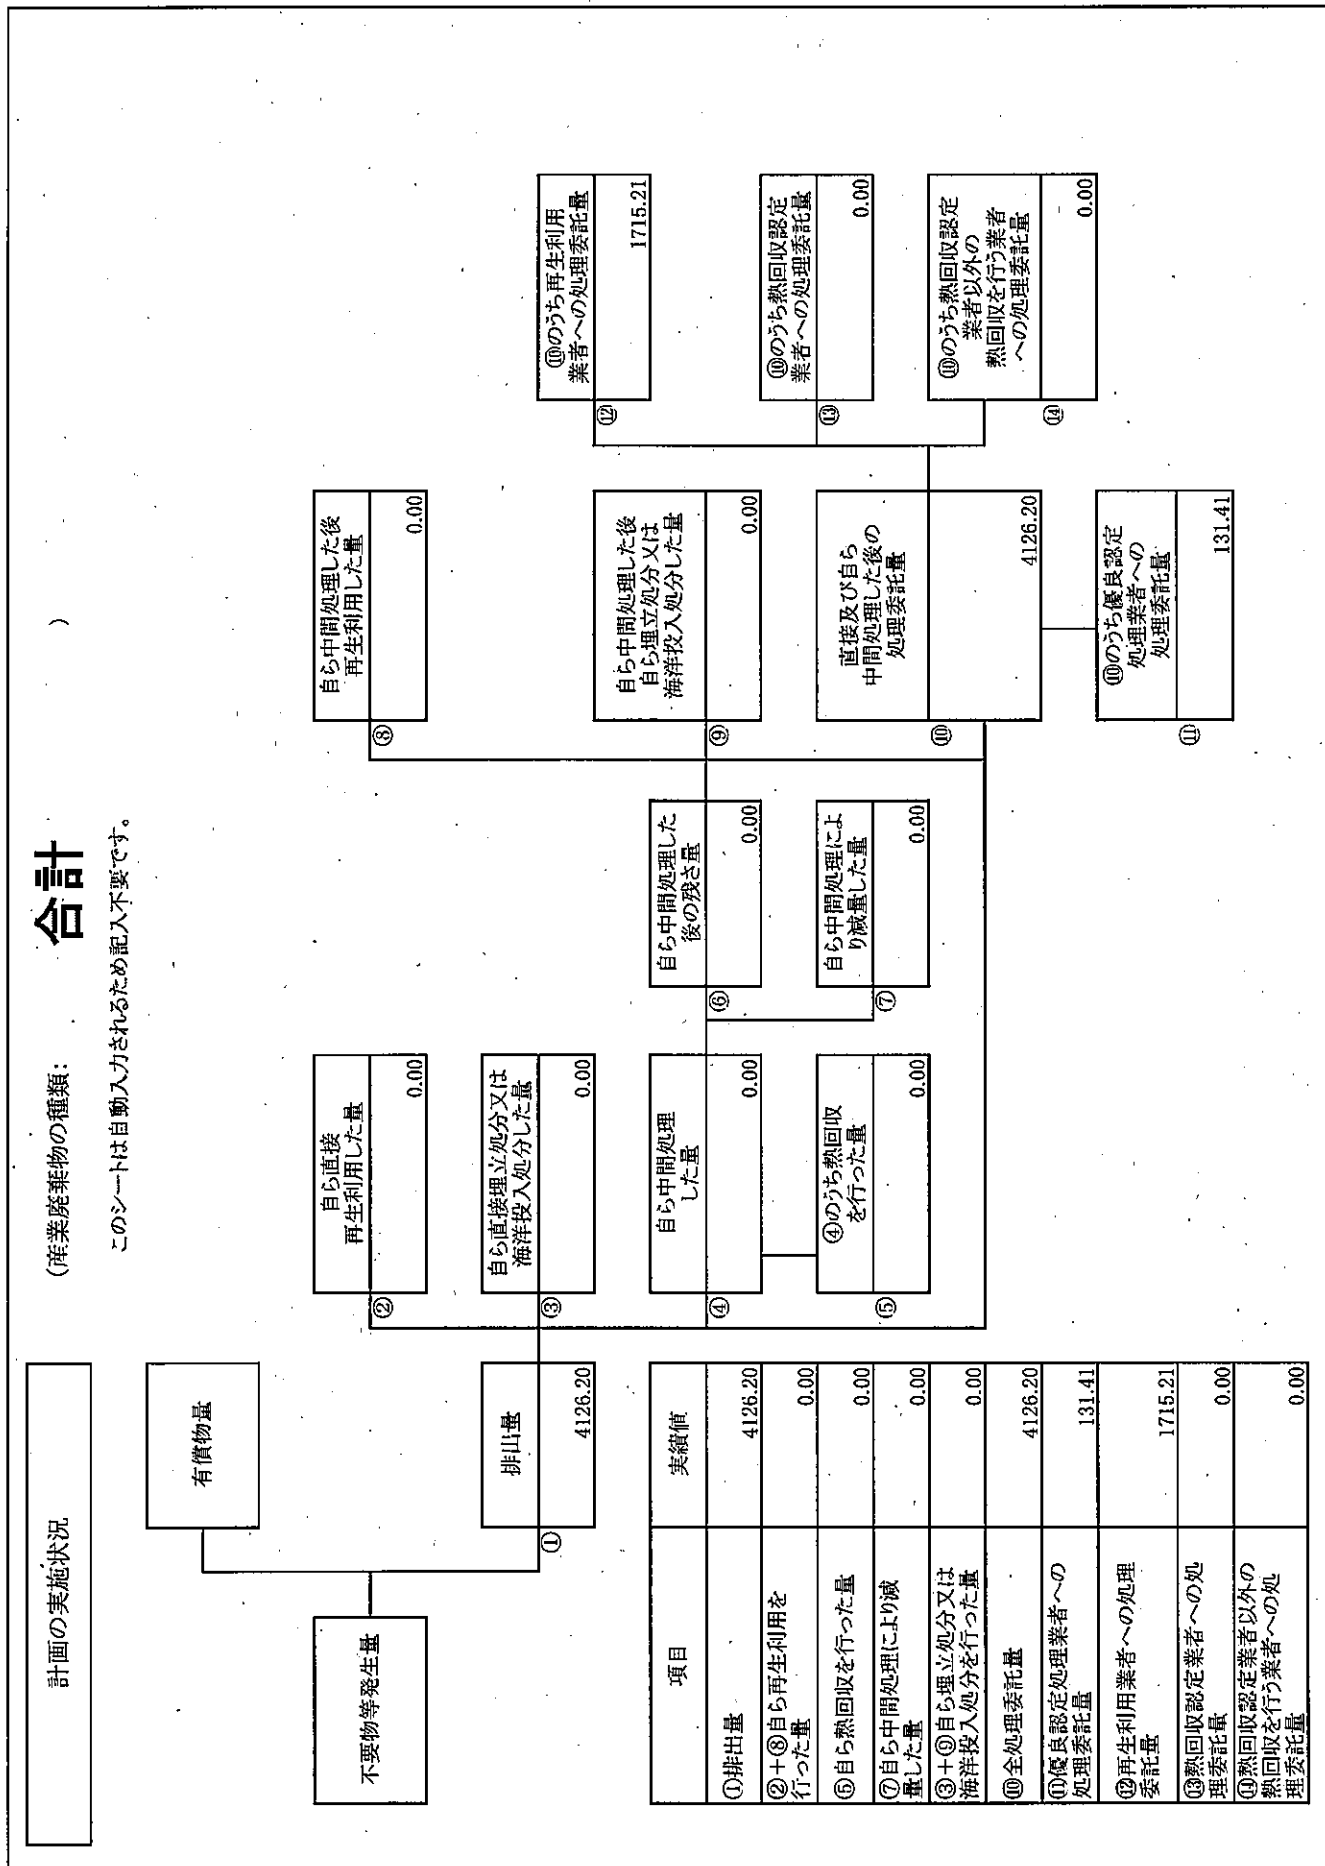 計画の実施状況
(産業廃棄物の種類:
合計
)
このシートは自動入力されるため記入不要です。
不要物等発生量
有償物量
①
排出量
4126.20
②
自ら直接
再生利用した量
0.00
③
自ら直接埋立処分又は
海洋投入処分した量
0.00
④
自ら中間処理
した量
0.00
⑤
④のうち熱回収
を行った量
0.00
⑥
自ら中間処理した
後の残さ量
0.00
⑦
自ら中間処理によ
り減量した量
0.00
⑧
自ら中間処理した後
再生利用した量
0.00
⑨
自ら中間処理した後
自ら埋立処分又は
海洋投入処分した量
0.00
⑩
直接及び自ら
中間処理した後の
処理委託量
4126.20
⑪
⑩のうち優良認定
処理業者への
処理委託量
131.41
⑫
⑩のうち再生利用
業者への処理委託量
1715.21
⑬
⑩のうち熱回収認定
業者への処理委託量
0.00
⑭
⑩のうち熱回収認定
業者以外の
熱回収を行う業者
への処理委託量
0.00
項目
実績値
①排出量
4126.20
②+⑧自ら再生利用を
行った量
0.00
⑤自ら熱回収を行った量
0.00
⑦自ら中間処理により減
量した量
0.00
③+⑨自ら埋立処分又は
海洋投入処分を行った量
0.00
⑩全処理委託量
4126.20
⑪優良認定処理業者への
処理委託量
131.41
⑫再生利用業者への処理
委託量
1715.21
⑬熱回収認定業者への処
理委託量
0.00
⑭熱回収認定業者以外の
熱回収を行う業者への処
理委託量
0.00